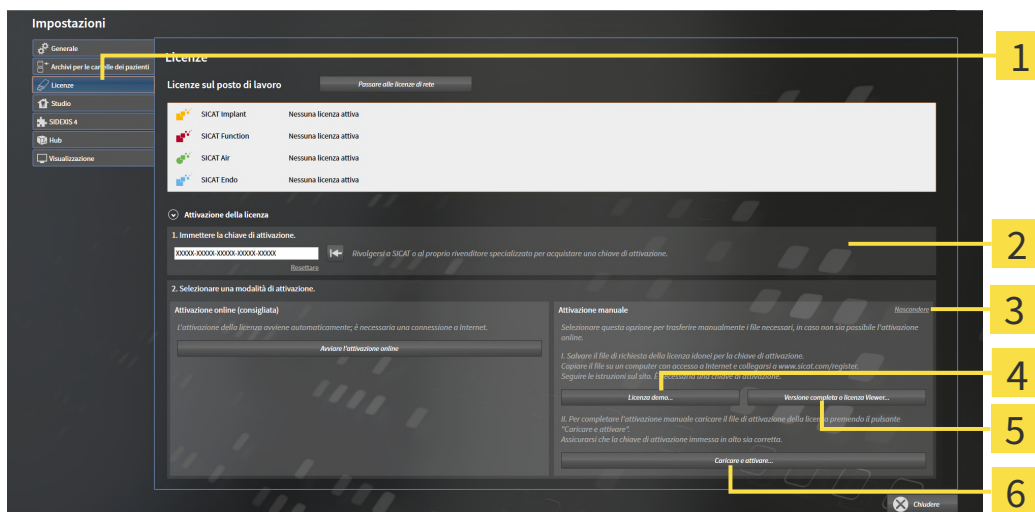 Impostazioni
Generale
Archivi per le cartelle dei pazienti
Licenze
Studio
SIDEXIS 4
Hub
Visualizzazione
Licenze
Licenze sul posto di lavoro
Passare alle licenze di rete
SICAT Implant Nessuna licenza attiva
SICAT Function Nessuna licenza attiva
SICAT Air Nessuna licenza attiva
SICAT Endo Nessuna licenza attiva
Attivazione della licenza
1. Immettere la chiave di attivazione.
XXXXX-XXXXX-XXXXX-XXXXX-XXXXX
Rivolgersi a SICAT o al proprio rivenditore specializzato per acquistare una chiave di attivazione.
Resettare
2. Selezionare una modalità di attivazione.
Attivazione online (consigliata)
L'attivazione della licenza avviene automaticamente; è necessaria una connessione a Internet.
Avviare l'attivazione online
Attivazione manuale
Nascondere
Selezionare questa opzione per trasferire manualmente i file necessari, in caso non sia possibile l'attivazione
online.
I. Salvare il file di richiesta della licenza idonei per la chiave di attivazione.
Copiare il file su un computer con accesso a Internet e collegarsi a www.sicat.com/register.
Seguire le istruzioni sul sito. È necessaria una chiave di attivazione.
Licenza demo...
Versione completa o licenza Viewer...
II. Per completare l'attivazione manuale caricare il file di attivazione della licenza premendo il pulsante
"Caricare e attivare".
Assicurarsi che la chiave di attivazione immessa in alto sia corretta.
Caricare e attivare...
Chiudere
1
2
3
4
5
6